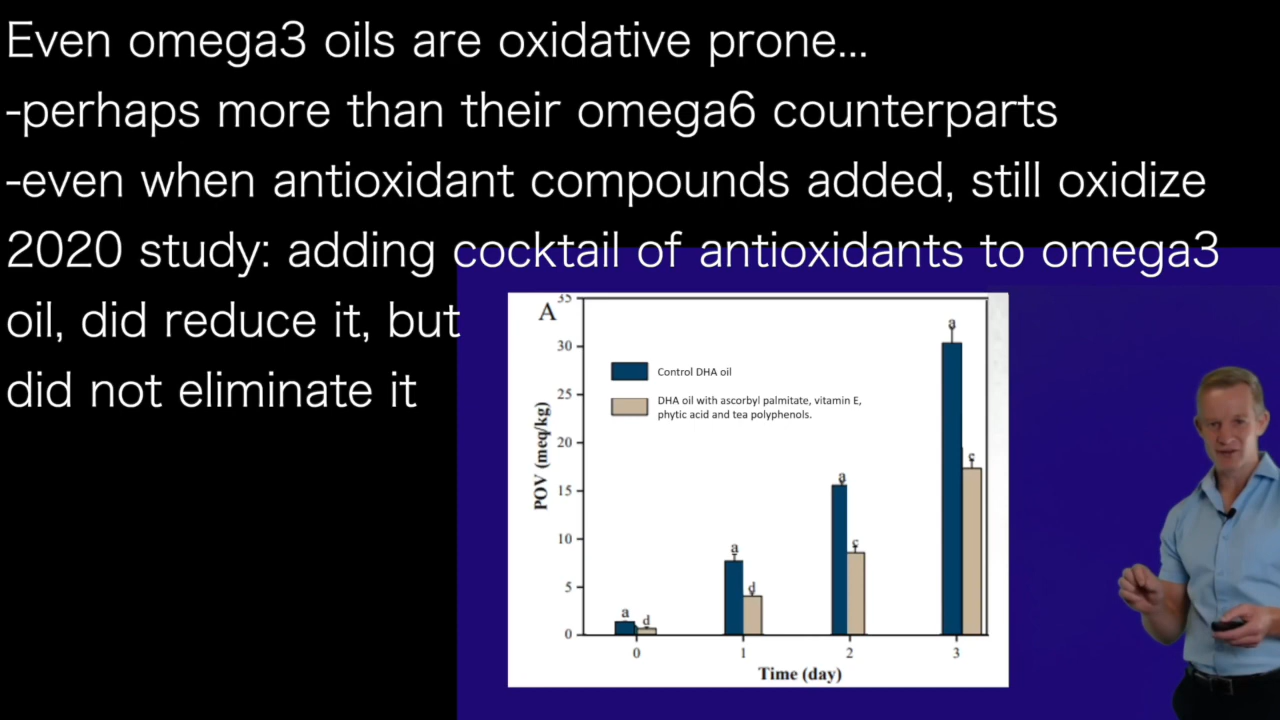 Even omega3 oils are oxidative prone...
-perhaps more than their omega6 counterparts
-even when antioxidant compounds added, still oxidize
2020 study: adding cocktail of antioxidants to omega3
oil, did reduce it, but
did not eliminate it
A
35
30
25
20
15
10
5
0
POV (meq/kg)
Control DHA oil
DHA oil with ascorbyl palmitate, vitamin E,
phytic acid and tea polyphenols.
a
d
a
d
a
c
a
c
0
1
2
3
Time (day)